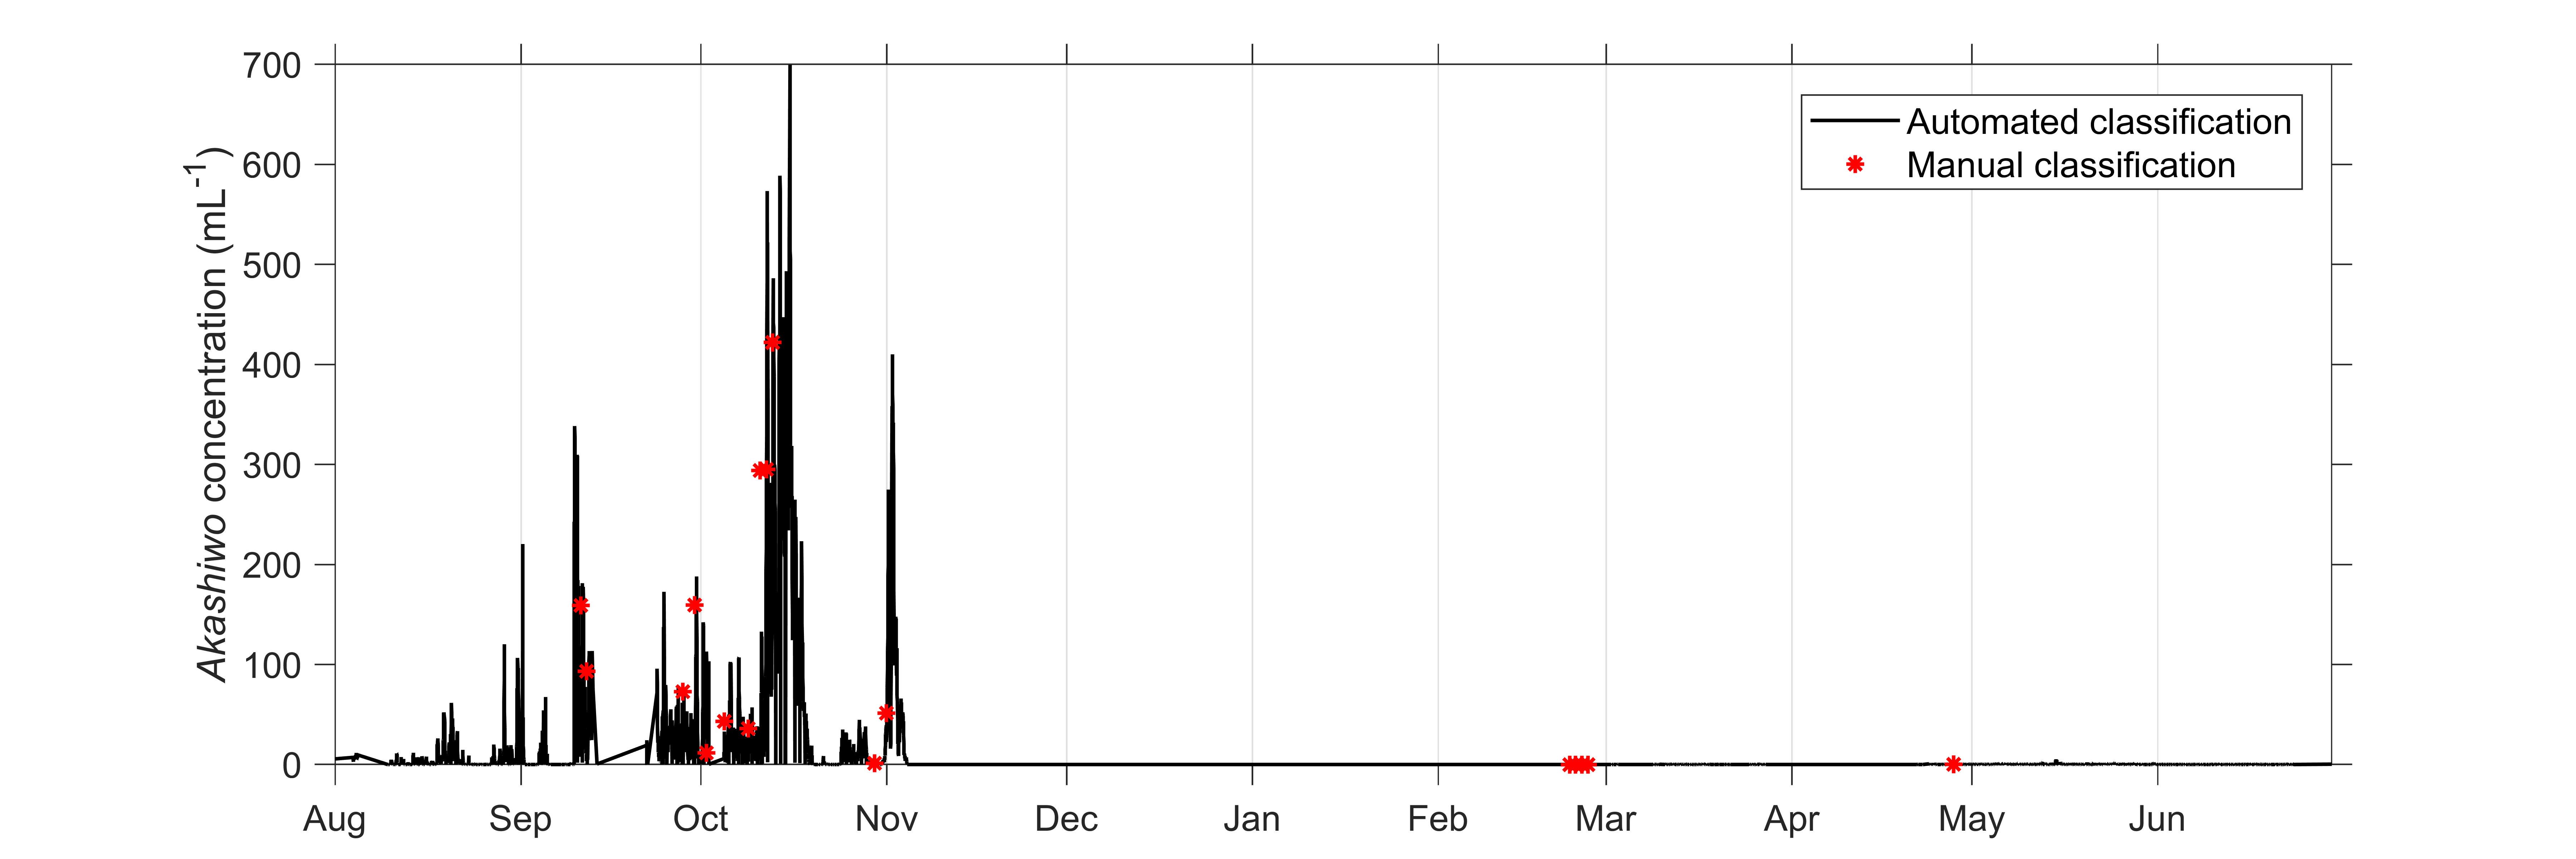 700
600
500
400
300
200
100
0
Akashiwo concentration (mL-1)
Automated classification
Manual classification
Aug Sep Oct Nov Dec Jan Feb Mar Apr May Jun